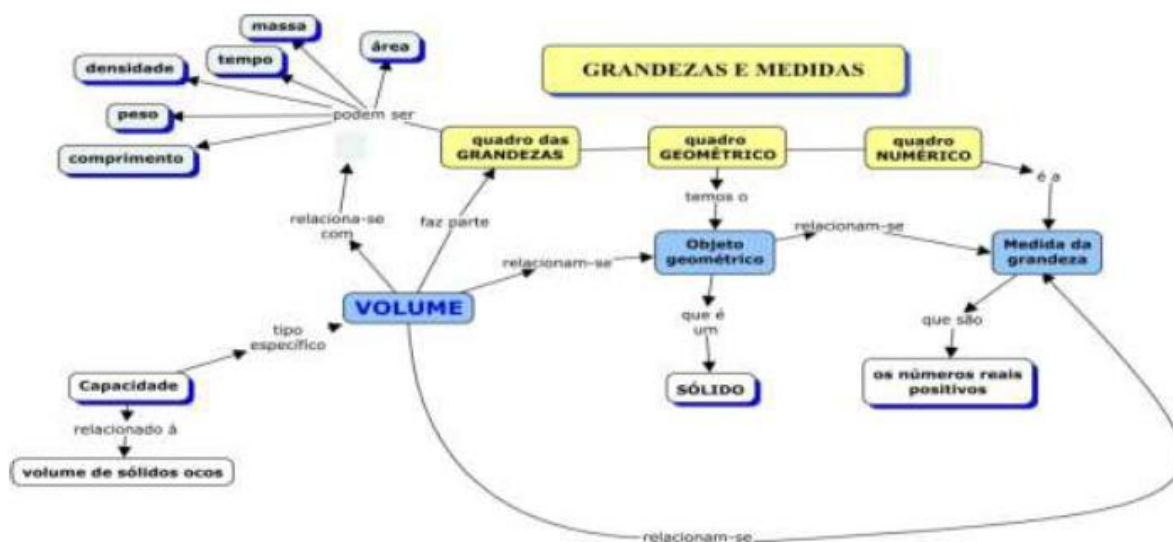 massa
área
tempo
densidade
GRANDEZAS E MEDIDAS
peso
podem ser
comprimento
quadro das
GRANDEZAS
quadro
GEOMÉTRICO
quadro
NUMÉRICO
é a
temos o
relaciona-se
com
faz parte
relacionam-se
Objeto
geométrico
relacionam-se
Medida da
grandeza
VOLUME
tipo
específico
que é
um
que são
Capacidade
SÓLIDO
os números reais
positivos
relacionado à
volume de sólidos ocos
relacionam-se